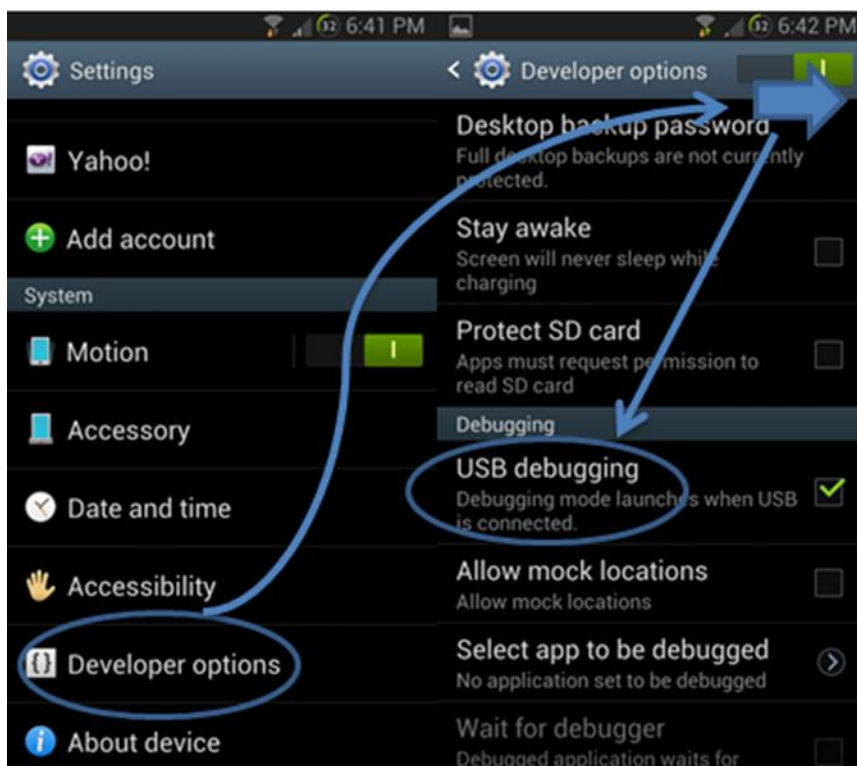 32 6:41 PM
Settings
Yahoo!
Add account
System
Motion
Accessory
Date and time
Accessibility
{} Developer options
i About device
32 6:42 PM
< Developer options
Desktop backup password
Full desktop backups are not currently
protected.
Stay awake
Screen will never sleep while
charging
Protect SD card
Apps must request permission to
read SD card
Debugging
USB debugging
Debugging mode launches when USB
is connected.
Allow mock locations
Allow mock locations
Select app to be debugged
No application set to be debugged
Wait for debugger
Debugged application waits for